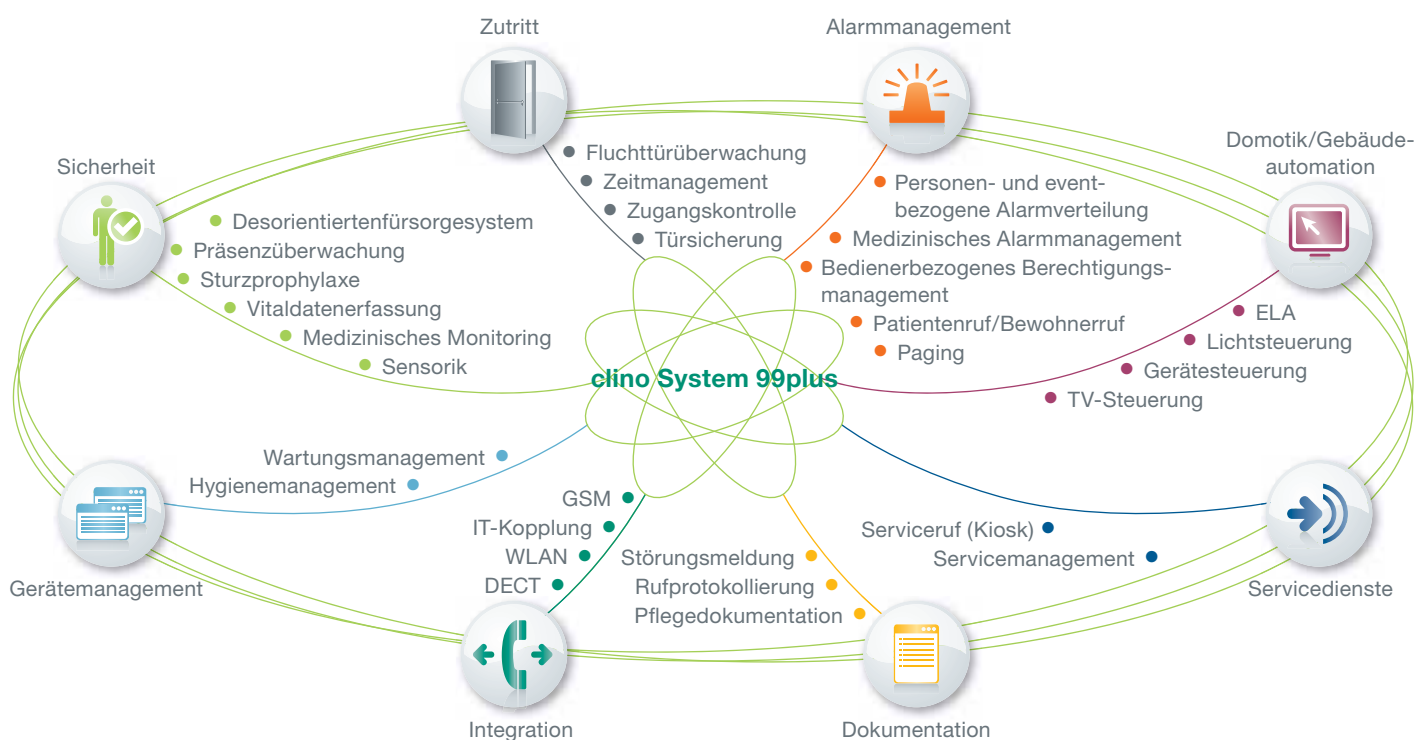 Zutritt
Fluchttürüberwachung
Zeitmanagement
Zugangskontrolle
Türsicherung
Alarmmanagement
Personen- und event-
bezogene Alarmverteilung
Medizinisches Alarmmanagement
Bedienerbezogenes Berechtigungs-
management
Patientenruf/Bewohnerruf
Paging
Domotik/Gebäude-
automation
ELA
Lichtsteuerung
Gerätesteuerung
TV-Steuerung
Sicherheit
Desorientiertenfürsorgesystem
Präsenzüberwachung
Sturzprophylaxe
Vitaldatenerfassung
Medizinisches Monitoring
Sensorik
clino System 99plus
Wartungsmanagement
Hygienemanagement
Gerätemanagement
GSM
IT-Kopplung
WLAN
DECT
Integration
Störungsmeldung
Rufprotokollierung
Pflegedokumentation
Dokumentation
Serviceruf (Kiosk)
Servicemanagement
Servicedienste